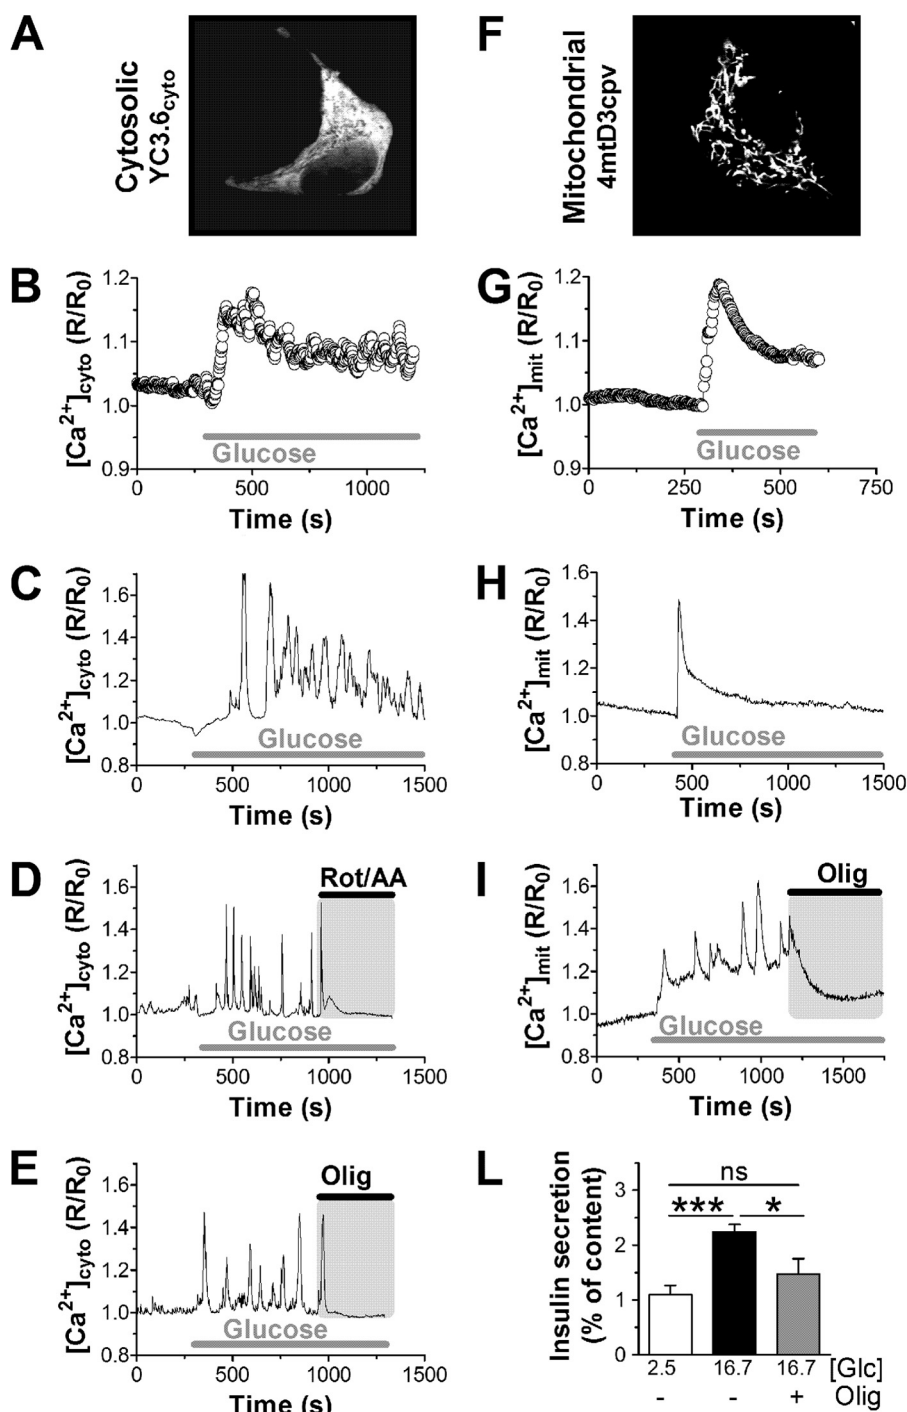 A
Cytosolic
YC3.6cyto
F
Mitochondrial
4mtD3cpv
B
[Ca2+]cyto (R/R0)
1.2
1.1
1.0
0.9
Glucose
0 500 1000
Time (s)
G
[Ca2+]mit (R/R0)
1.2
1.1
1.0
0.9
Glucose
0 250 500 750
Time (s)
C
[Ca2+]cyto (R/R0)
1.6
1.4
1.2
1.0
0.8
Glucose
0 500 1000 1500
Time (s)
H
[Ca2+]mit (R/R0)
1.6
1.4
1.2
1.0
0.8
Glucose
0 500 1000 1500
Time (s)
D
[Ca2+]cyto (R/R0)
1.6
1.4
1.2
1.0
0.8
Rot/AA
Glucose
0 500 1000 1500
Time (s)
I
[Ca2+]mit (R/R0)
1.6
1.4
1.2
1.0
0.8
Olig
Glucose
0 500 1000 1500
Time (s)
E
[Ca2+]cyto (R/R0)
1.6
1.4
1.2
1.0
0.8
Olig
Glucose
0 500 1000 1500
Time (s)
L
Insulin secretion
(% of content)
3
2
1
0
ns
*** *
2.5 16.7 16.7 [Glc]
- - + Olig